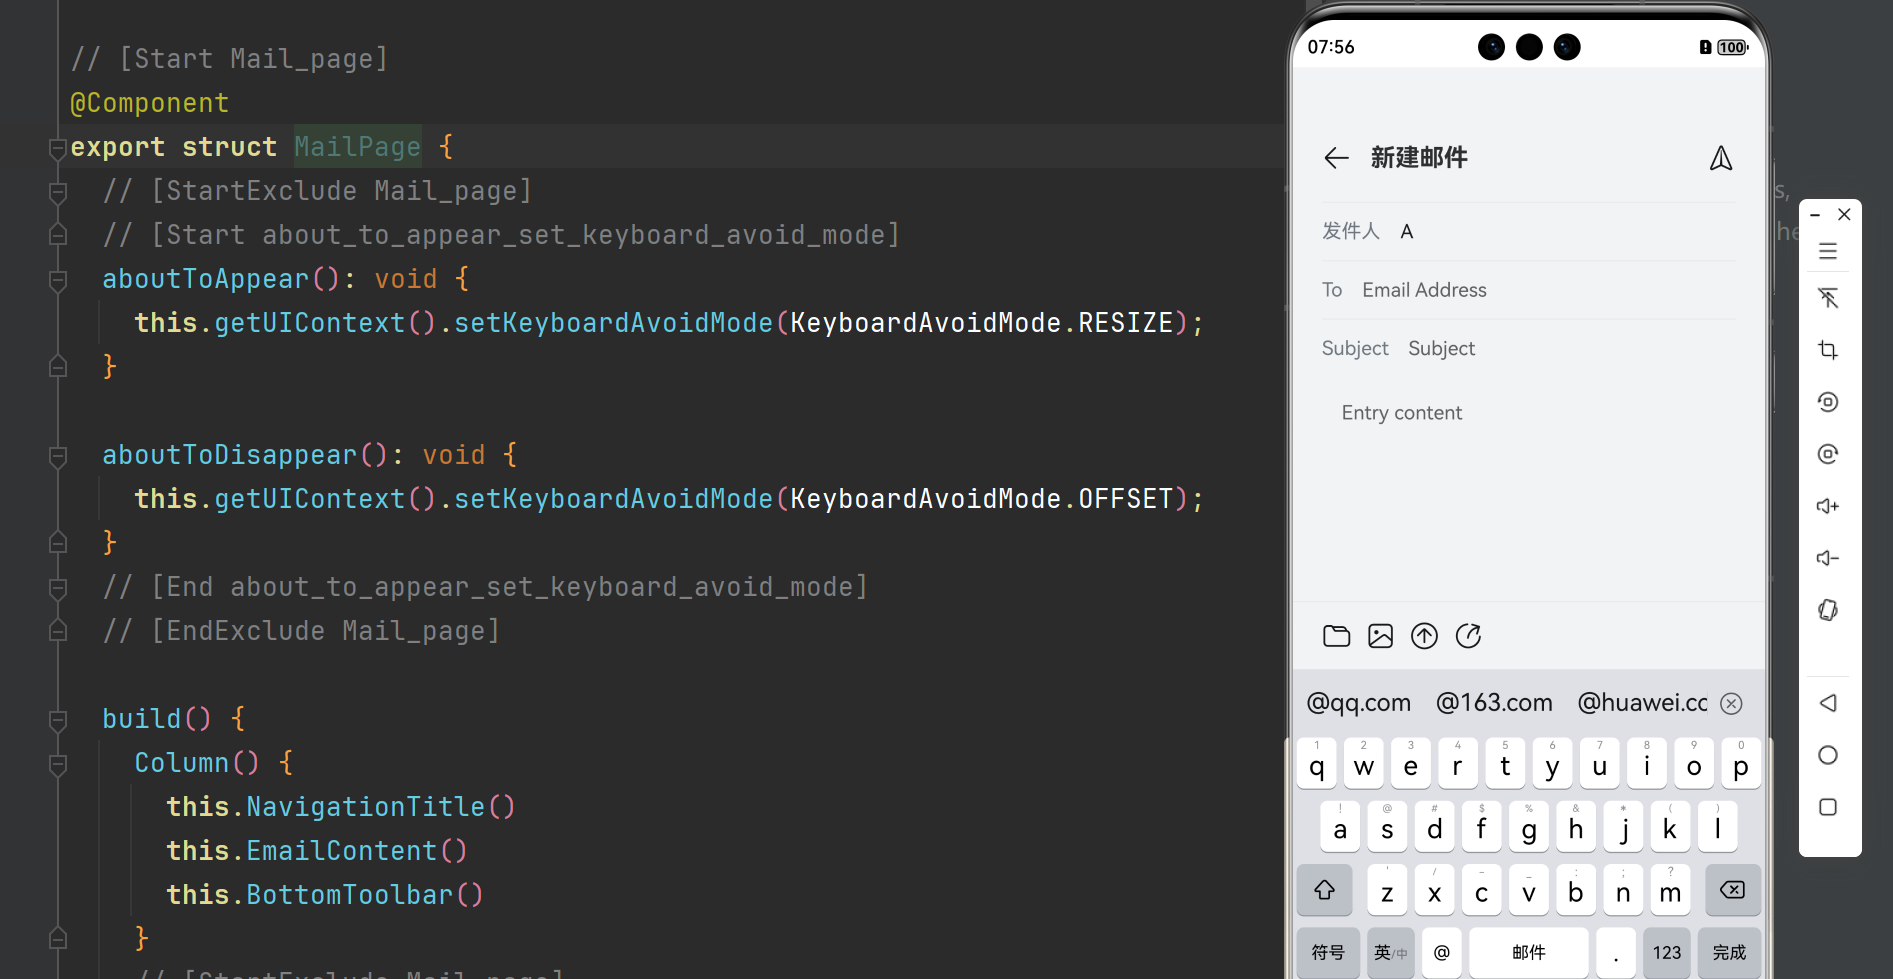 // [Start Mail_page]
@Component
export struct MailPage {
// [StartExclude Mail_page]
// [Start about_to_appear_set_keyboard_avoid_mode]
aboutToAppear(): void {
this.getUIContext().setKeyboardAvoidMode(KeyboardAvoidMode.RESIZE);
}
aboutToDisappear(): void {
this.getUIContext().setKeyboardAvoidMode(KeyboardAvoidMode.OFFSET);
}
// [End about_to_appear_set_keyboard_avoid_mode]
// [EndExclude Mail_page]
build() {
Column() {
this.NavigationTitle()
this.EmailContent()
this.BottomToolbar()
}
// [StartExclude Mail_page]
07:56
100
新建邮件
发件人 A
To Email Address
Subject Subject
Entry content
@qq.com @163.com @huawei.cc
1 2 3 4 5 6 7 8 9 0
q w e r t y u i o p
! @ # $ % & * ( )
a s d f g h j k l
' / - _ : ; ?
z x c v b n m
符号 英/中 @ 邮件 . 123 完成
s,
he